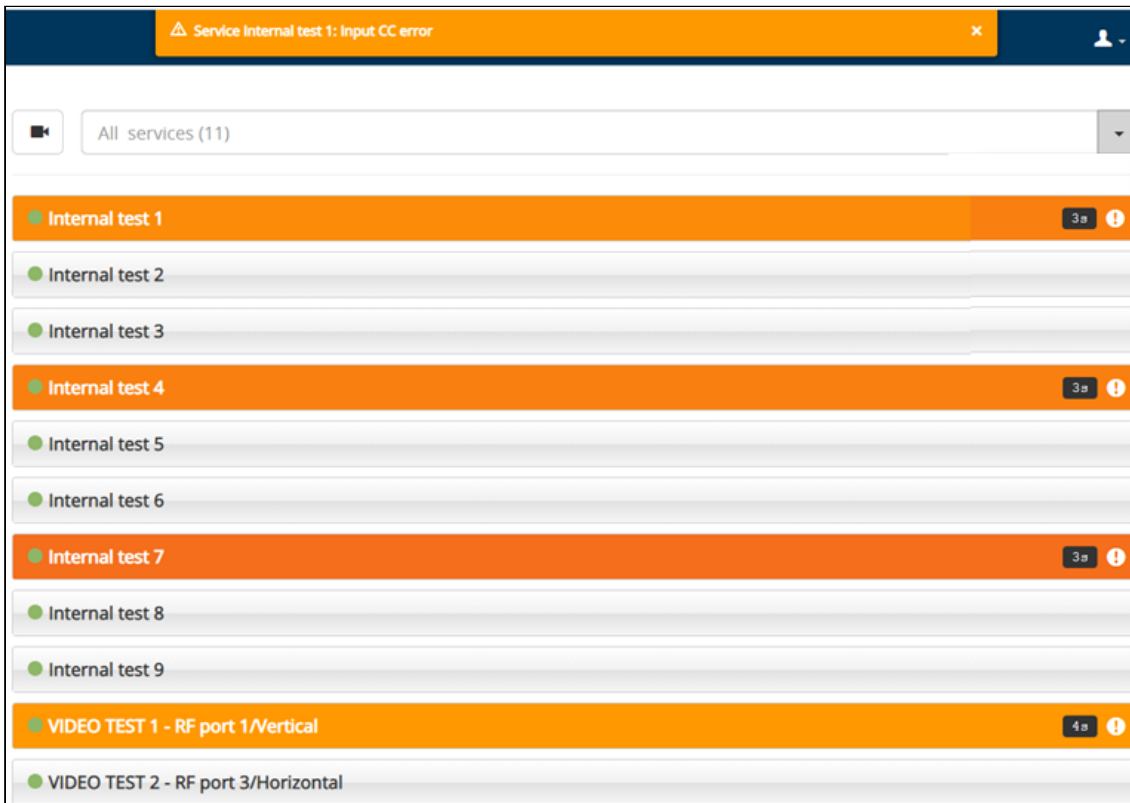 Service Internal test 1: Input CC error ×
All services (11)
Internal test 1 3s
Internal test 2
Internal test 3
Internal test 4 3s
Internal test 5
Internal test 6
Internal test 7 3s
Internal test 8
Internal test 9
VIDEO TEST 1 - RF port 1/Vertical 4s
VIDEO TEST 2 - RF port 3/Horizontal